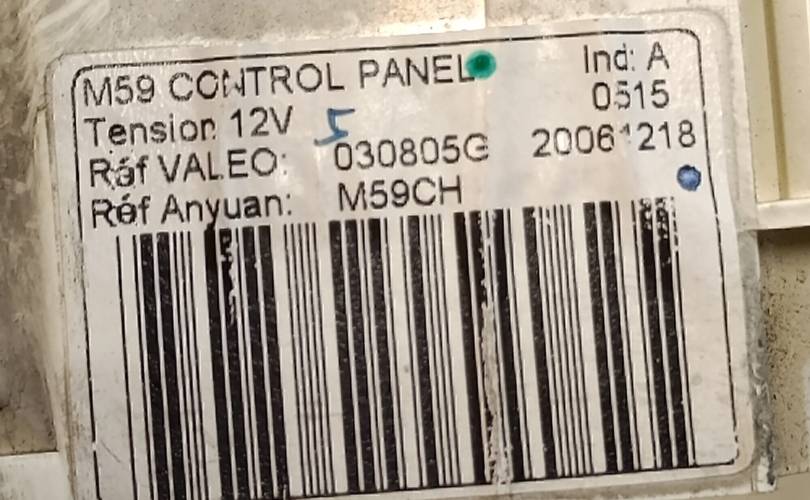 M59 CONTROL PANEL Ind: A
Tension 12V 5 0515
Réf VALEO: 030805G 20061218
Réf Anyuan: M59CH